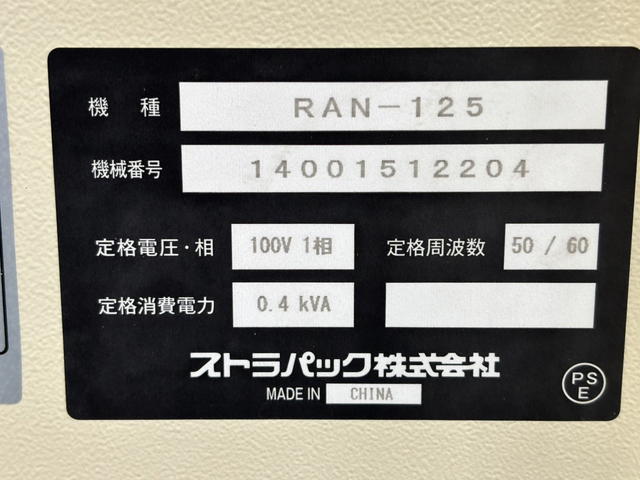 機 種 RAN-125
機械番号 14001512204
定格電圧・相 100V 1相 定格周波数 50 / 60
定格消費電力 0.4 kVA
ストラパック株式会社
MADE IN CHINA
PS
E